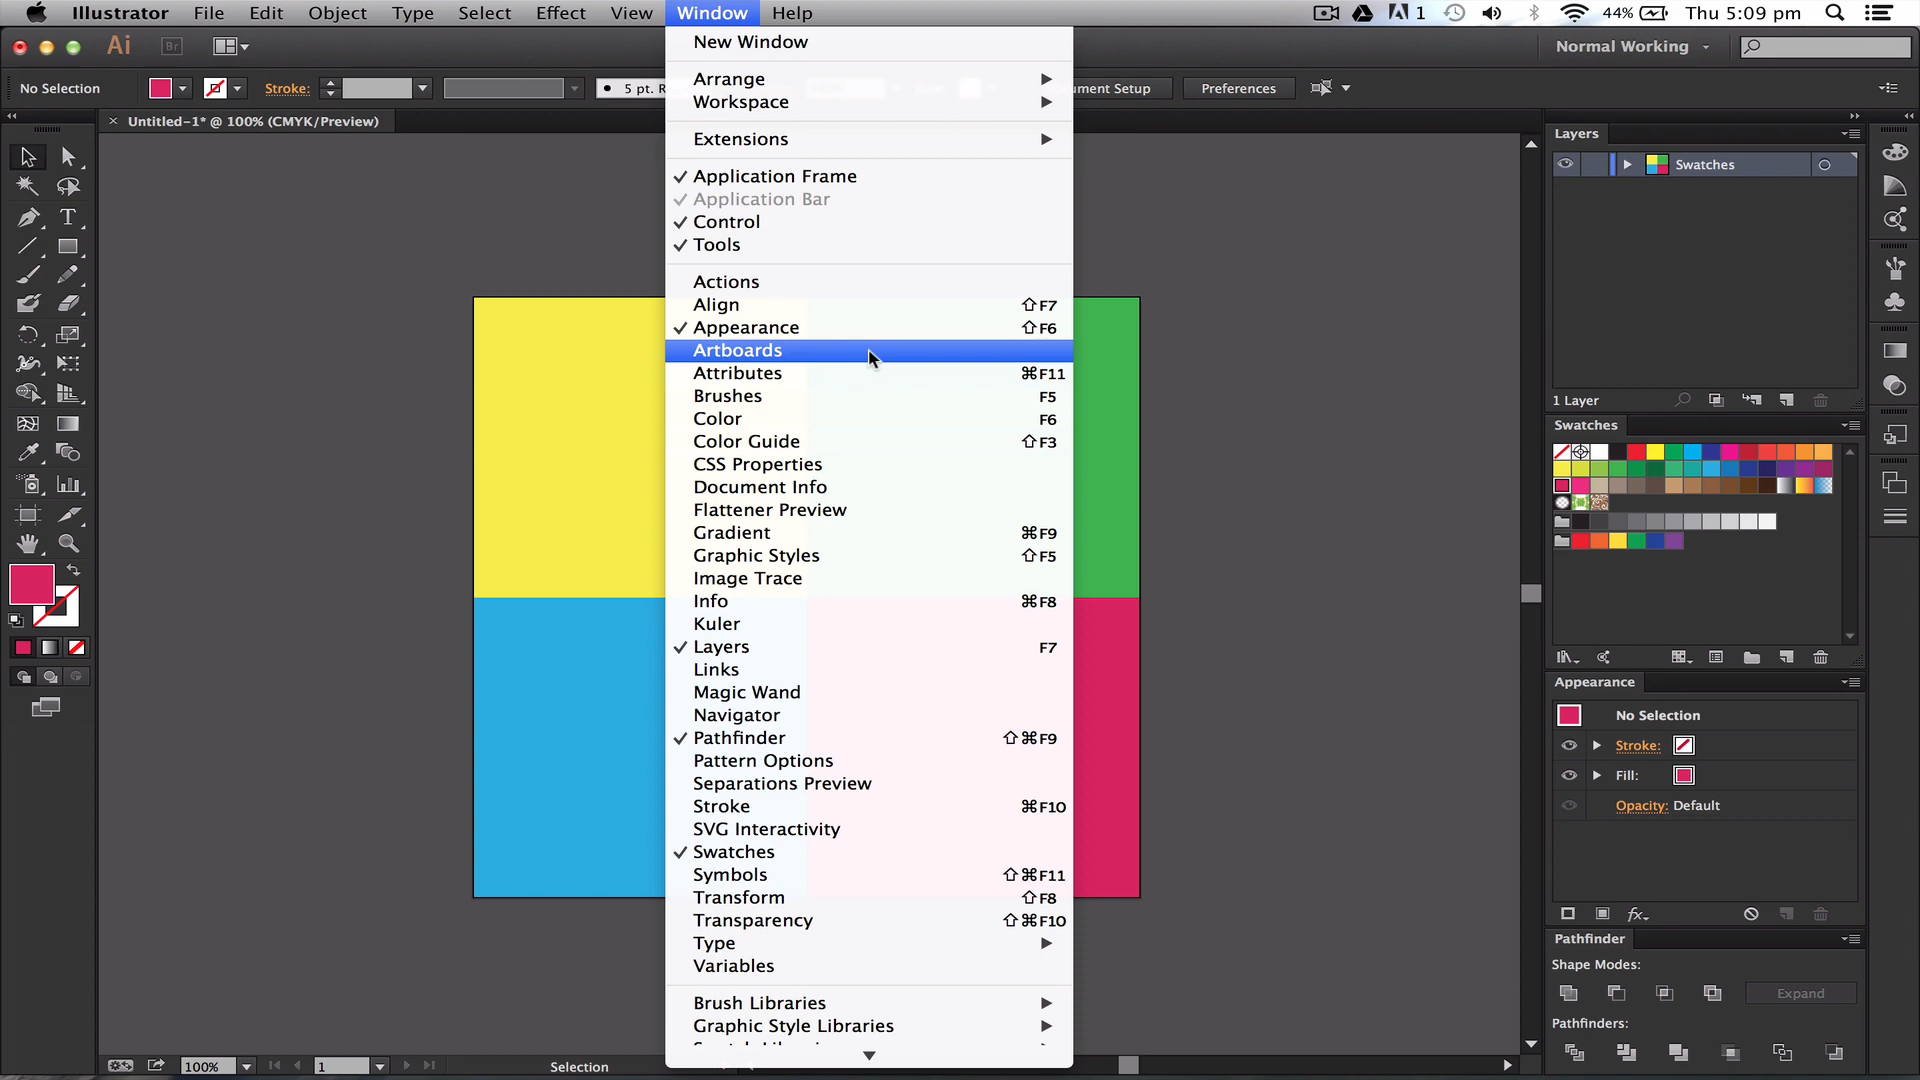 Illustrator File Edit Object Type Select Effect View Window Help
1 44% Thu 5:09 pm
Ai Br
Normal Working
No Selection Stroke: 5 pt. R
ument Setup Preferences
× Untitled-1* @ 100% (CMYK/Preview)
New Window
Arrange
Workspace
Extensions
Application Frame
Application Bar
Control
Tools
Actions
Align ⇧F7
Appearance ⇧F6
Artboards
Attributes ⌘F11
Brushes F5
Color F6
Color Guide ⇧F3
CSS Properties
Document Info
Flattener Preview
Gradient ⌘F9
Graphic Styles ⇧F5
Image Trace
Info ⌘F8
Kuler
Layers F7
Links
Magic Wand
Navigator
Pathfinder ⇧⌘F9
Pattern Options
Separations Preview
Stroke ⌘F10
SVG Interactivity
Swatches
Symbols ⇧⌘F11
Transform ⇧F8
Transparency ⇧⌘F10
Type
Variables
Brush Libraries
Graphic Style Libraries
Layers
Swatches
1 Layer
Swatches
Appearance
No Selection
Stroke:
Fill:
Opacity: Default
fx
Pathfinder
Shape Modes:
Expand
Pathfinders:
100% 1 Selection